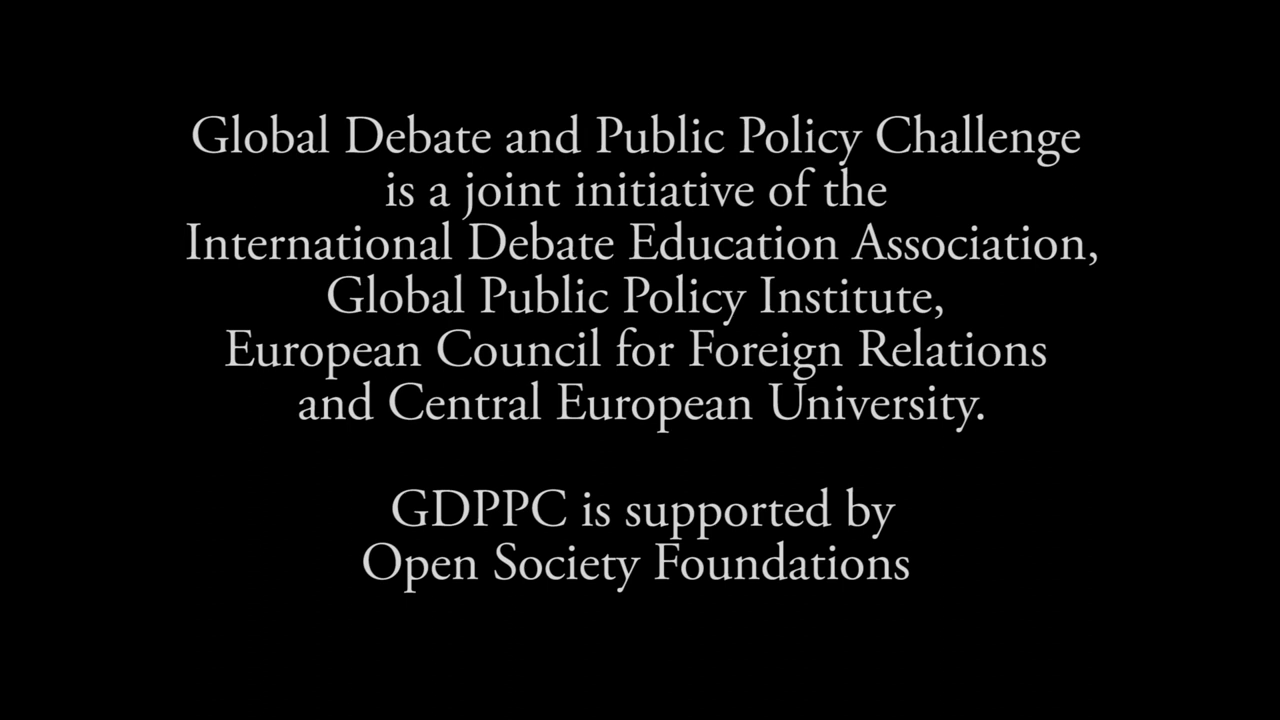 Global Debate and Public Policy Challenge
is a joint initiative of the
International Debate Education Association,
Global Public Policy Institute,
European Council for Foreign Relations
and Central European University.
GDPPC is supported by
Open Society Foundations